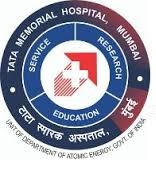 TATA MEMORIAL HOSPITAL, MUMBAI
SERVICE
RESEARCH
EDUCATION
टाटा स्मारक अस्पताल, मुंबई
UNIT OF DEPARTMENT OF ATOMIC ENERGY, GOVT. OF INDIA